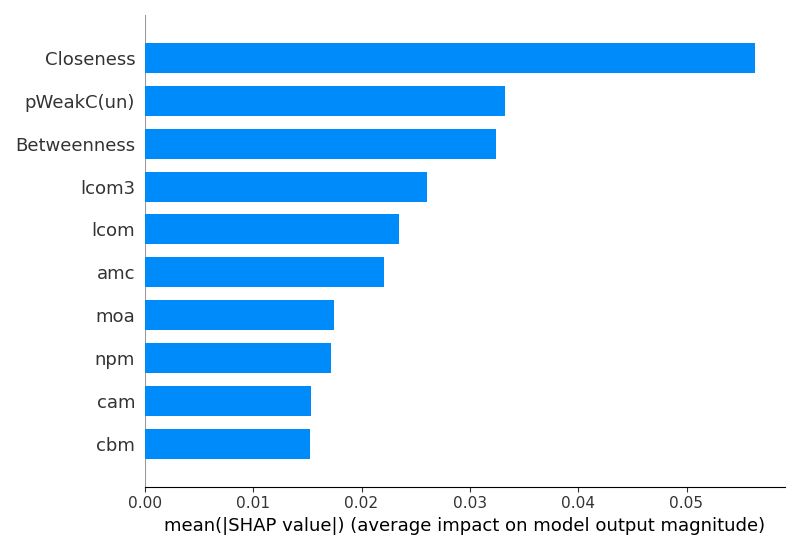 Closeness
pWeakC(un)
Betweenness
lcom3
lcom
amc
moa
npm
cam
cbm
0.00 0.01 0.02 0.03 0.04 0.05
mean(|SHAP value|) (average impact on model output magnitude)